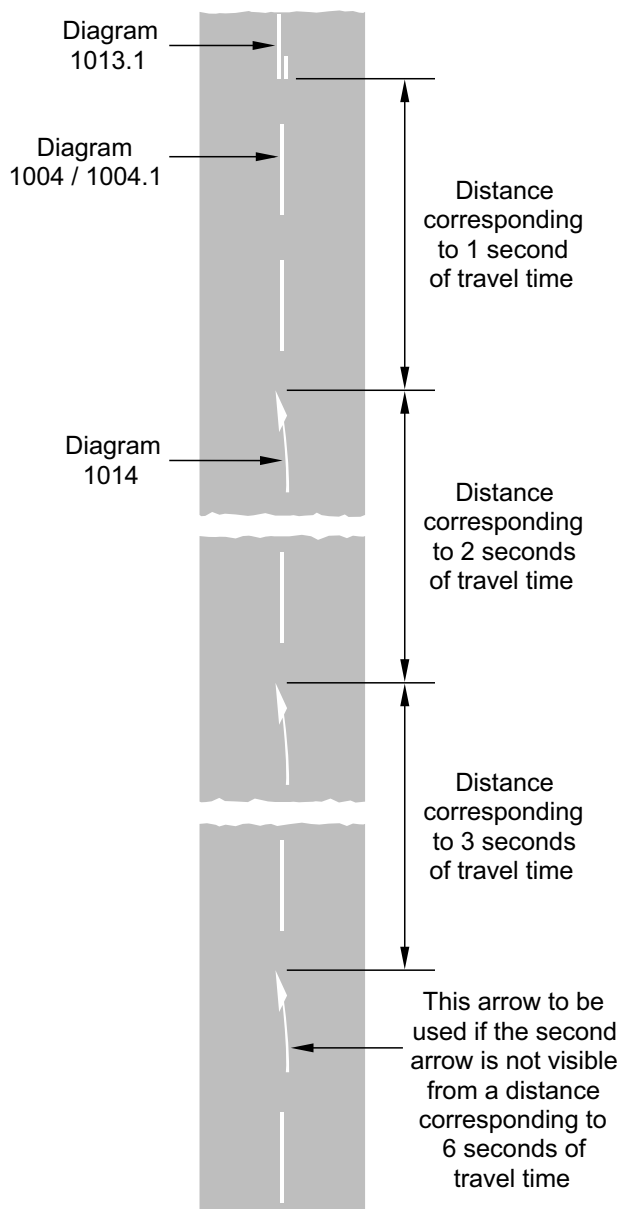 Diagram
1013.1
Diagram
1004 / 1004.1
Distance
corresponding
to 1 second
of travel time
Diagram
1014
Distance
corresponding
to 2 seconds
of travel time
Distance
corresponding
to 3 seconds
of travel time
This arrow to be
used if the second
arrow is not visible
from a distance
corresponding to
6 seconds of
travel time